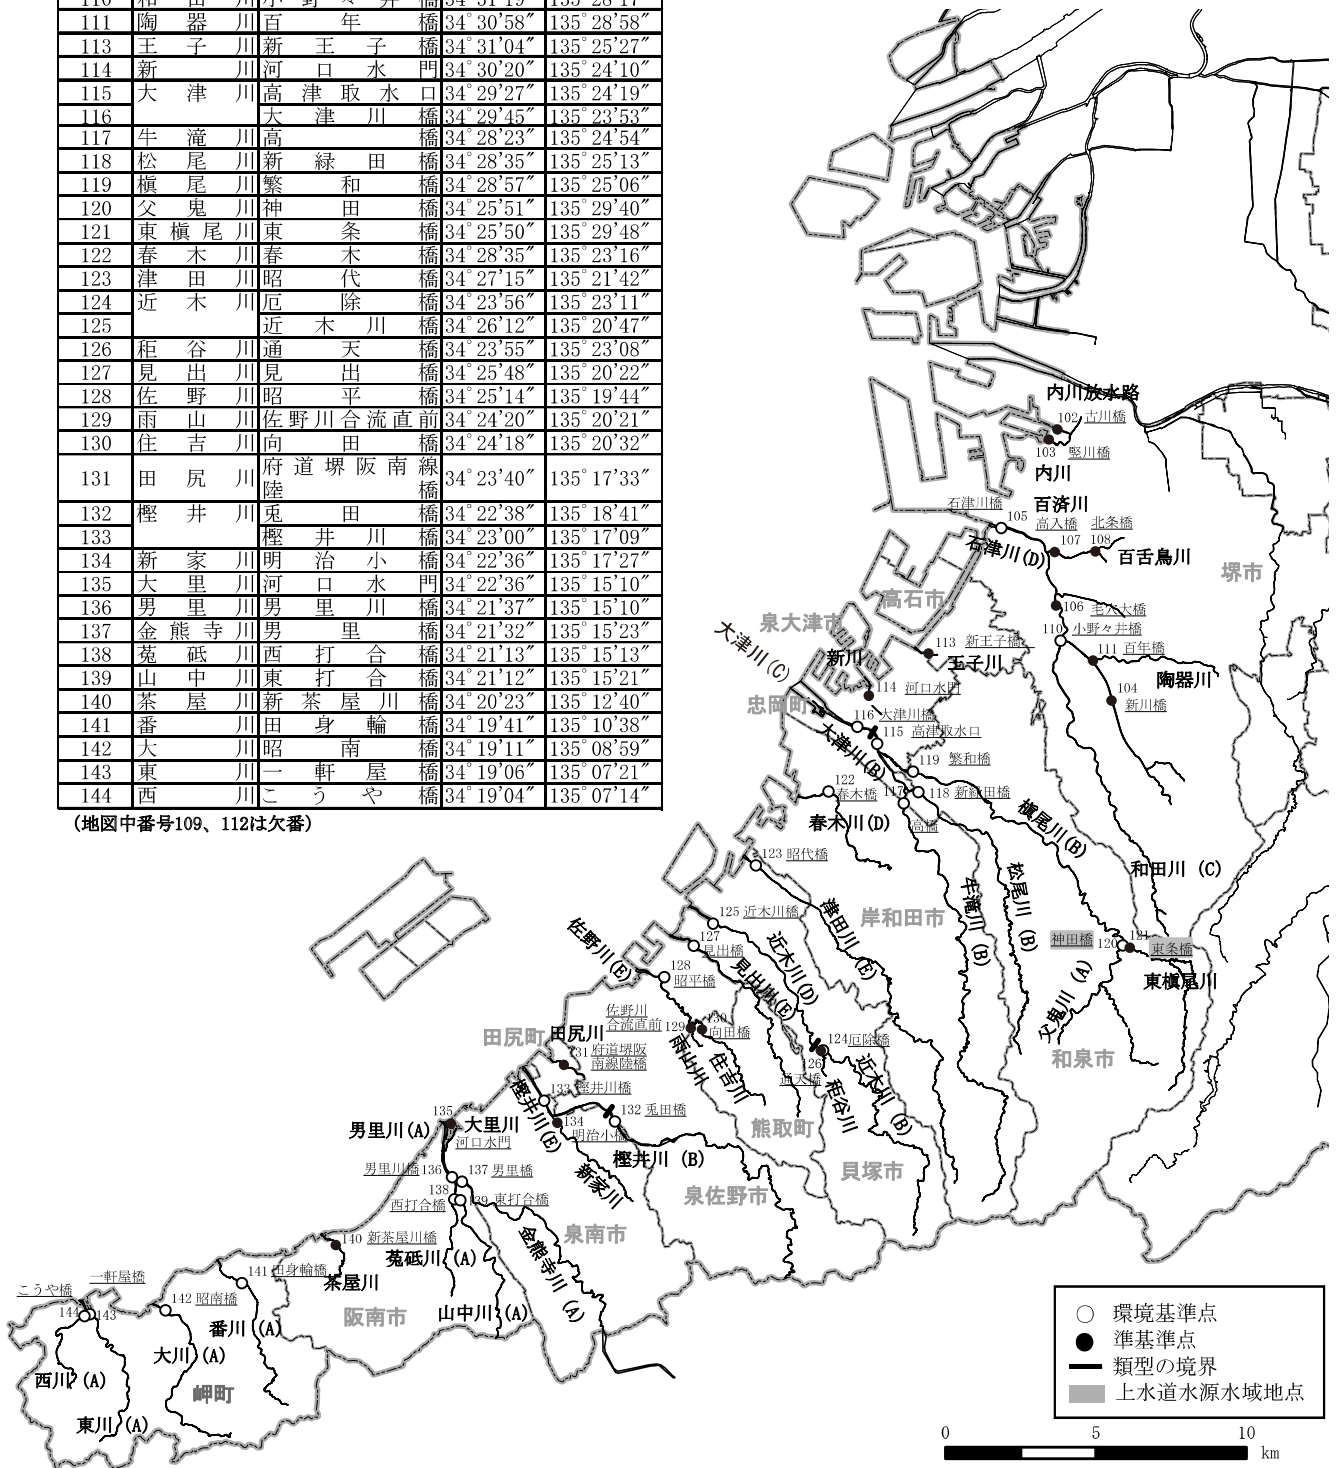 110 和田川 小野々井橋 34°31'19" 135°28'17"
111 陶器川 百年橋 34°30'58" 135°28'58"
113 王子川 新王子橋 34°31'04" 135°25'27"
114 新川 河口水門 34°30'20" 135°24'10"
115 大津川 高津取水口 34°29'27" 135°24'19"
116 大津川橋 34°29'45" 135°23'53"
117 牛滝川 高橋 34°28'23" 135°24'54"
118 松尾川 新緑田橋 34°28'35" 135°25'13"
119 槇尾川 繁和橋 34°28'57" 135°25'06"
120 父鬼川 神田橋 34°25'51" 135°29'40"
121 東槇尾川 東条橋 34°25'50" 135°29'48"
122 春木川 春木橋 34°28'35" 135°23'16"
123 津田川 昭代橋 34°27'15" 135°21'42"
124 近木川 厄除橋 34°23'56" 135°23'11"
125 近木川橋 34°26'12" 135°20'47"
126 秬谷川 通天橋 34°23'55" 135°23'08"
127 見出川 見出橋 34°25'48" 135°20'22"
128 佐野川 昭平橋 34°25'14" 135°19'44"
129 雨山川 佐野川合流直前 34°24'20" 135°20'21"
130 住吉川 向田橋 34°24'18" 135°20'32"
131 田尻川 府道堺阪南線陸橋 34°23'40" 135°17'33"
132 樫井川 兎田橋 34°22'38" 135°18'41"
133 樫井川橋 34°23'00" 135°17'09"
134 新家川 明治小橋 34°22'36" 135°17'27"
135 大里川 河口水門 34°22'36" 135°15'10"
136 男里川 男里川橋 34°21'37" 135°15'10"
137 金熊寺川 男里橋 34°21'32" 135°15'23"
138 菟砥川 西打合橋 34°21'13" 135°15'13"
139 山中川 東打合橋 34°21'12" 135°15'21"
140 茶屋川 新茶屋川橋 34°20'23" 135°12'40"
141 番川 田身輪橋 34°19'41" 135°10'38"
142 大川 昭南橋 34°19'11" 135°08'59"
143 東川 一軒屋橋 34°19'06" 135°07'21"
144 西川 こうや橋 34°19'04" 135°07'14"
(地図中番号109、112は欠番)
内川放水路
102 古川橋
103 竪川橋
内川
百済川
石津川橋
105
高入橋
北条橋
107
108
石津川(D)
百舌鳥川
堺市
高石市
106 毛穴大橋
泉大津市
110 小野々井橋
大津川(C)
新川
113 新王子橋
王子川
111 百年橋
陶器川
114 河口水門
104
新川橋
忠岡町
116 大津川橋
115 高津取水口
大津川(B)
119 繁和橋
122
春木橋
117
118 新緑田橋
高橋
春木川(D)
槇尾川(B)
123 昭代橋
松尾川(B)
和田川(C)
牛滝川(B)
津田川(E)
岸和田市
125 近木川橋
佐野川(E)
127
見出橋
近木川(D)
神田橋
120
121
東条橋
128
昭平橋
見出川(E)
父鬼川(A)
東槇尾川
佐野川
合流直前
129
130
向田橋
田尻町
田尻川
131 府道堺阪
南線陸橋
雨山川
住吉川
124 厄除橋
126
通天橋
近木川(B)
秬谷川
和泉市
133 樫井川橋
樫井川(E)
132 兎田橋
熊取町
135
男里川(A)
大里川
河口水門
134
明治小橋
樫井川(B)
貝塚市
男里川橋
136
137 男里橋
新家川
泉佐野市
138
西打合橋
139 東打合橋
泉南市
140 新茶屋川橋
菟砥川(A)
金熊寺川(A)
一軒屋橋
141 田身輪橋
茶屋川
こうや橋
144
143
142 昭南橋
阪南市
山中川(A)
番川(A)
大川(A)
西川(A)
岬町
東川(A)
環境基準点
準基準点
類型の境界
上水道水源水域地点
0 5 10
km